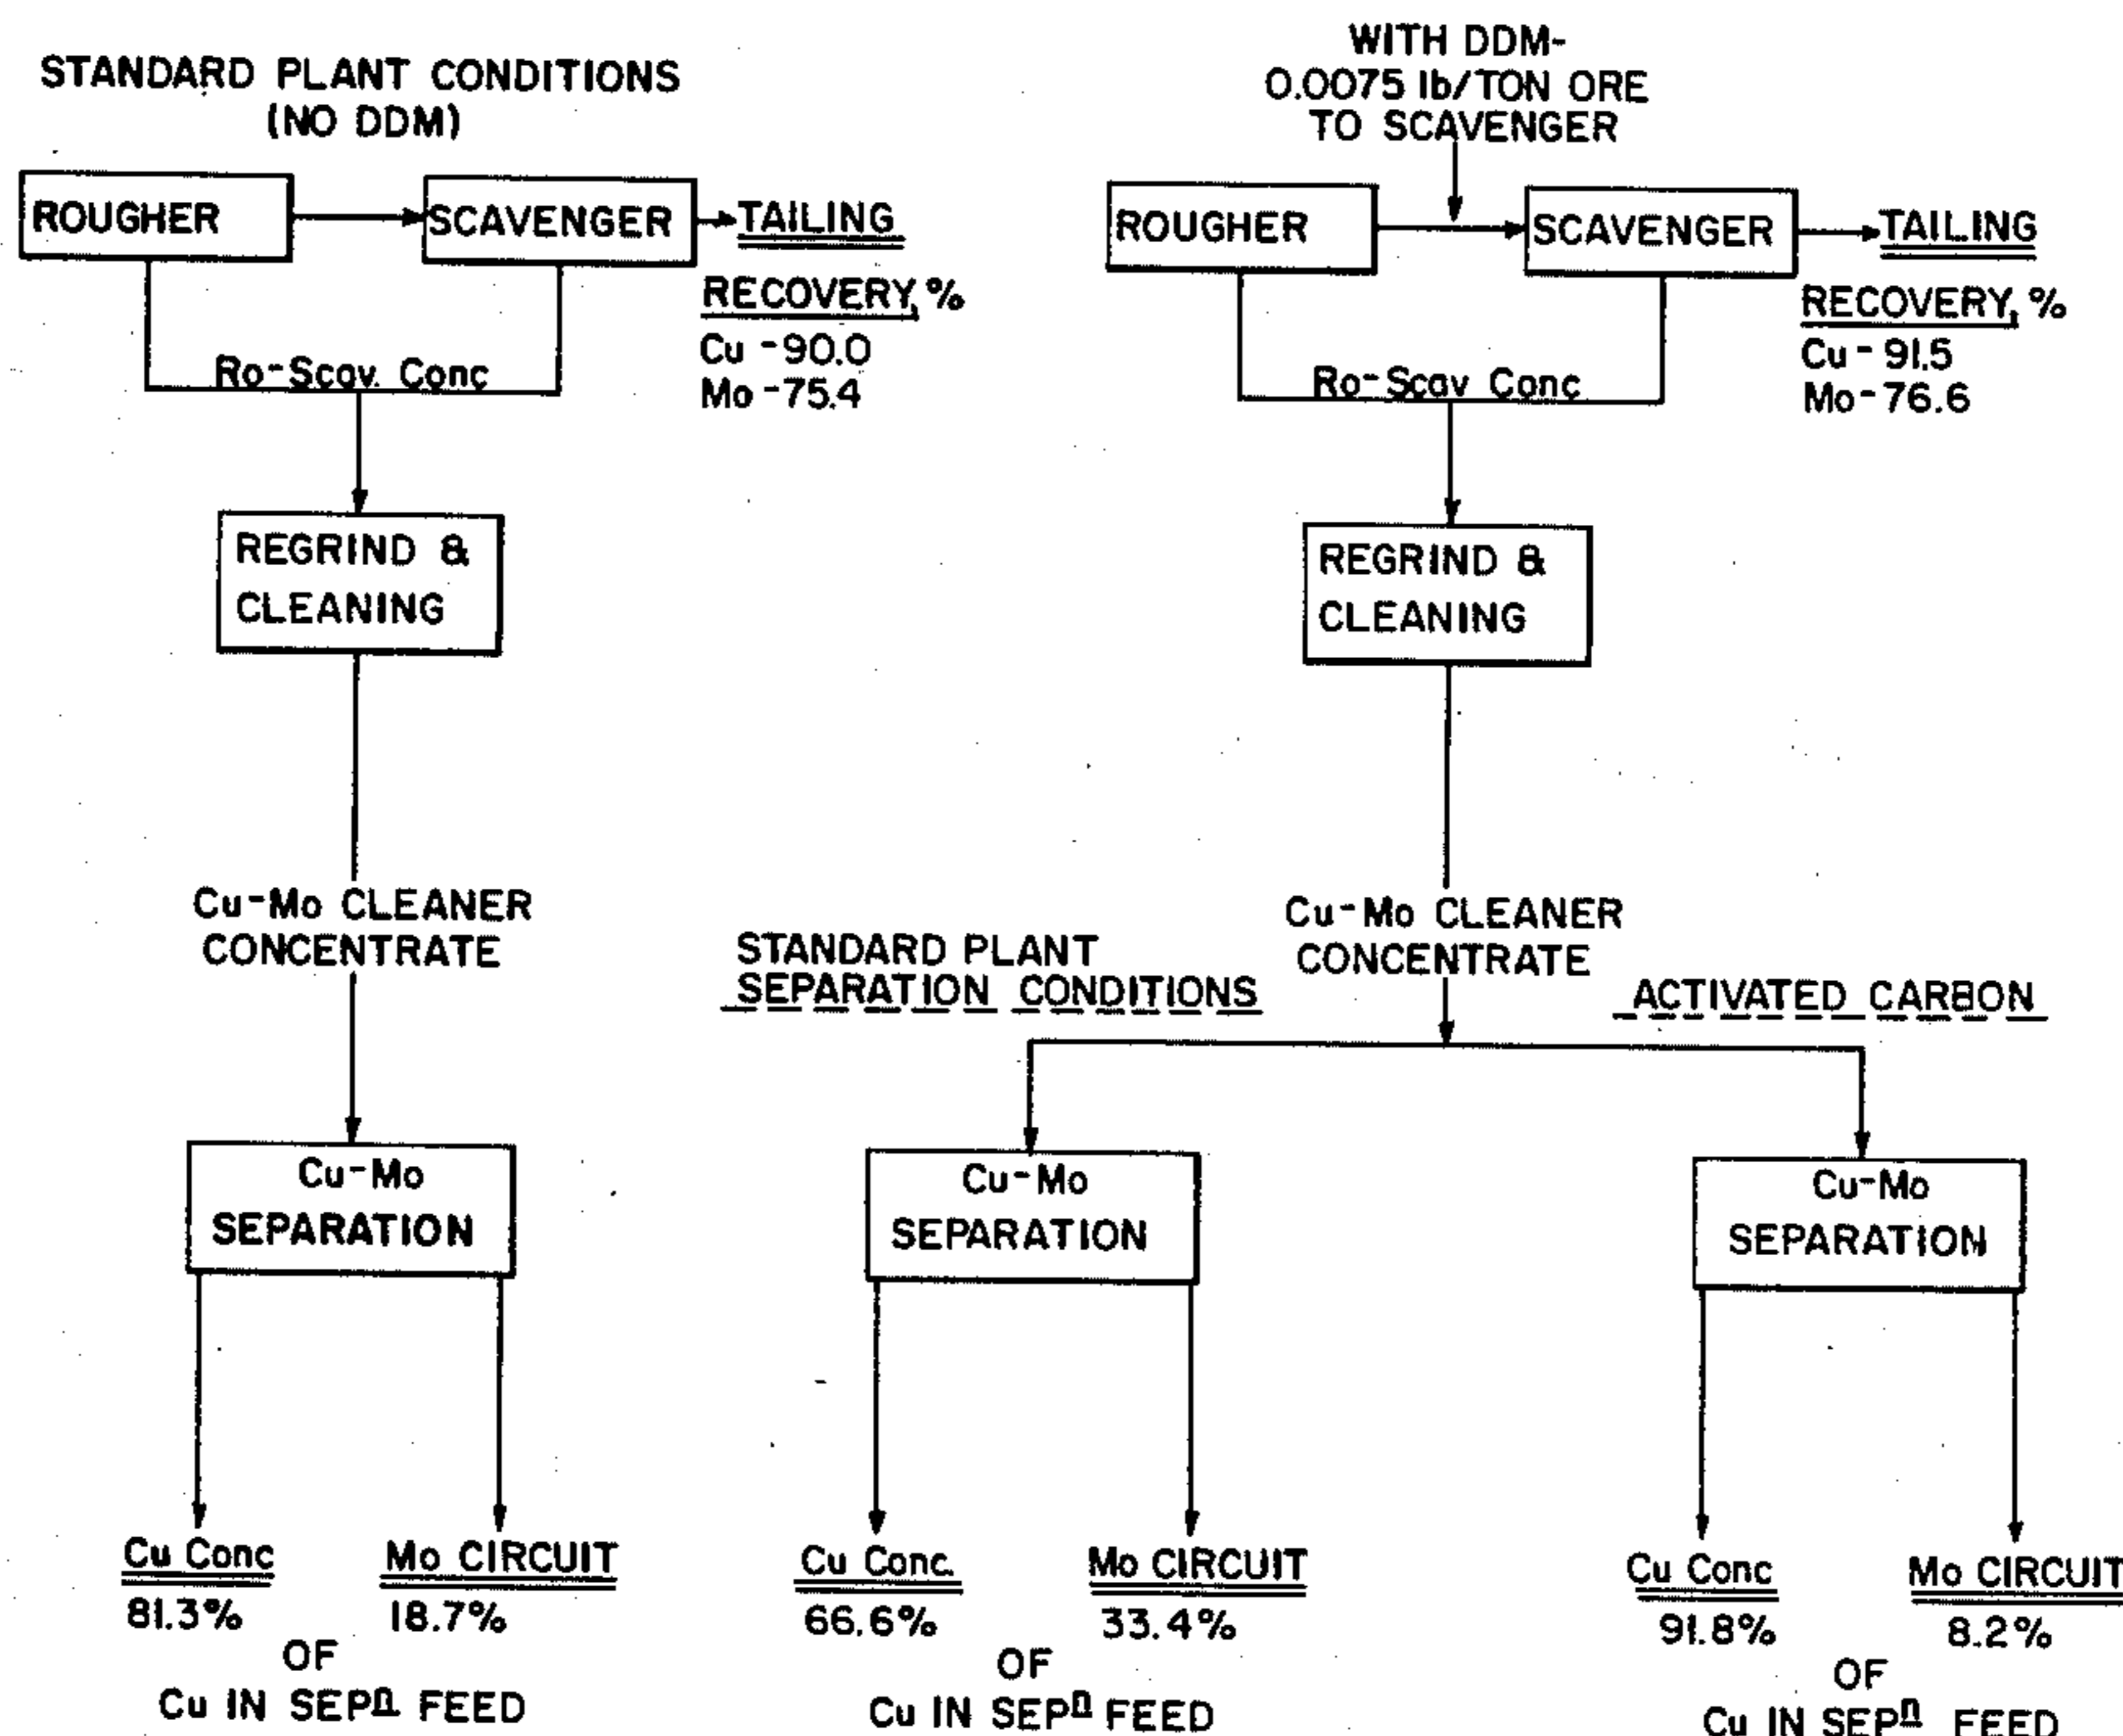 STANDARD PLANT CONDITIONS
(NO DDM)
ROUGHER
SCAVENGER
TAILING
RECOVERY, %
Cu -90.0
Mo -75.4
Ro-Scav. Conc
REGRIND &
CLEANING
Cu-Mo CLEANER
CONCENTRATE
Cu-Mo
SEPARATION
Cu Conc
81.3%
Mo CIRCUIT
18.7%
OF
Cu IN SEPn FEED
WITH DDM-
0.0075 lb/TON ORE
TO SCAVENGER
ROUGHER
SCAVENGER
TAILING
RECOVERY, %
Cu - 91.5
Mo - 76.6
Ro-Scav Conc
REGRIND &
CLEANING
Cu-Mo CLEANER
CONCENTRATE
STANDARD PLANT
SEPARATION CONDITIONS
ACTIVATED CARBON
Cu-Mo
SEPARATION
Cu Conc.
66.6%
Mo CIRCUIT
33.4%
OF
Cu IN SEPn FEED
Cu-Mo
SEPARATION
Cu Conc
91.8%
Mo CIRCUIT
8.2%
OF
Cu IN SEPn FEED